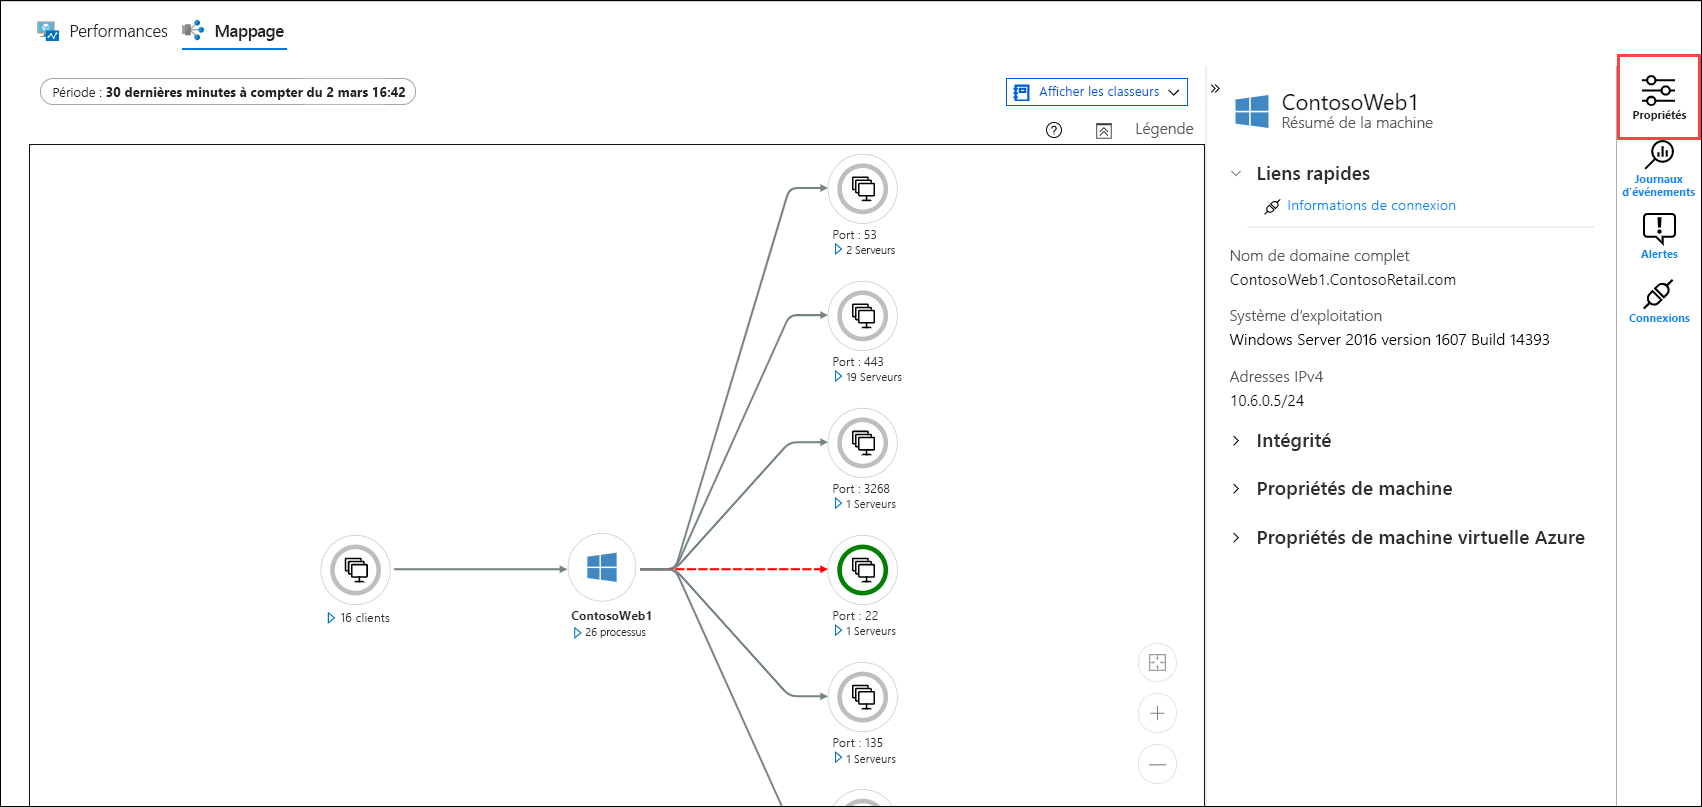 Performances
Mappage
Période : 30 dernières minutes à compter du 2 mars 16:42
Afficher les classeurs
Légende
Port : 53
2 Serveurs
Port : 443
19 Serveurs
Port : 3268
1 Serveurs
16 clients
ContosoWeb1
26 processus
Port : 22
1 Serveurs
Port : 135
1 Serveurs
ContosoWeb1
Résumé de la machine
Liens rapides
Informations de connexion
Nom de domaine complet
ContosoWeb1.ContosoRetail.com
Système d’exploitation
Windows Server 2016 version 1607 Build 14393
Adresses IPv4
10.6.0.5/24
Intégrité
Propriétés de machine
Propriétés de machine virtuelle Azure
Propriétés
Journaux
d’événements
Alertes
Connexions